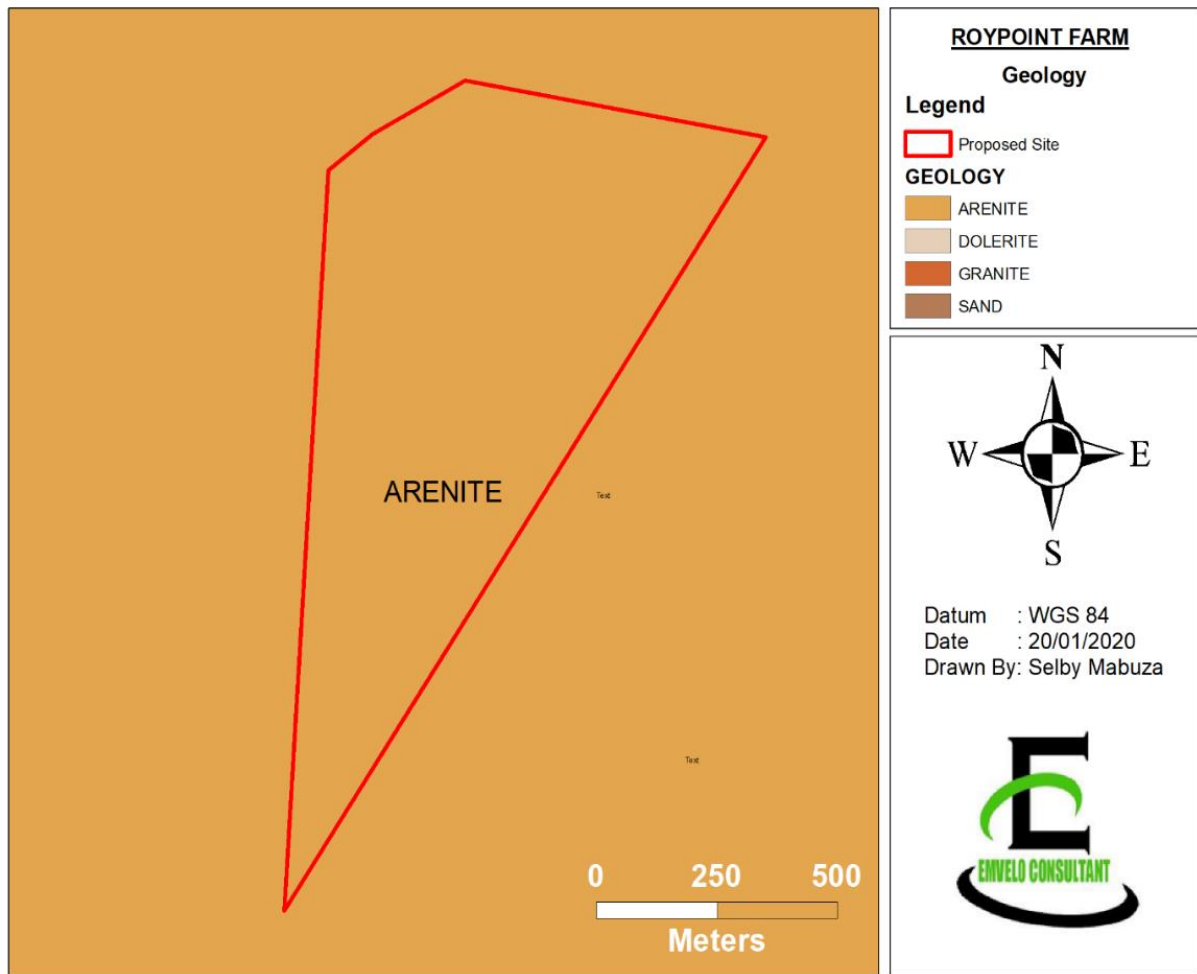 ROYPOINT FARM
Geology
Legend
Proposed Site
GEOLOGY
ARENITE
DOLERITE
GRANITE
SAND
ARENITE
Text
Text
0 250 500
Meters
N
W E
S
Datum : WGS 84
Date : 20/01/2020
Drawn By: Selby Mabuza
E
EMVELO CONSULTANT